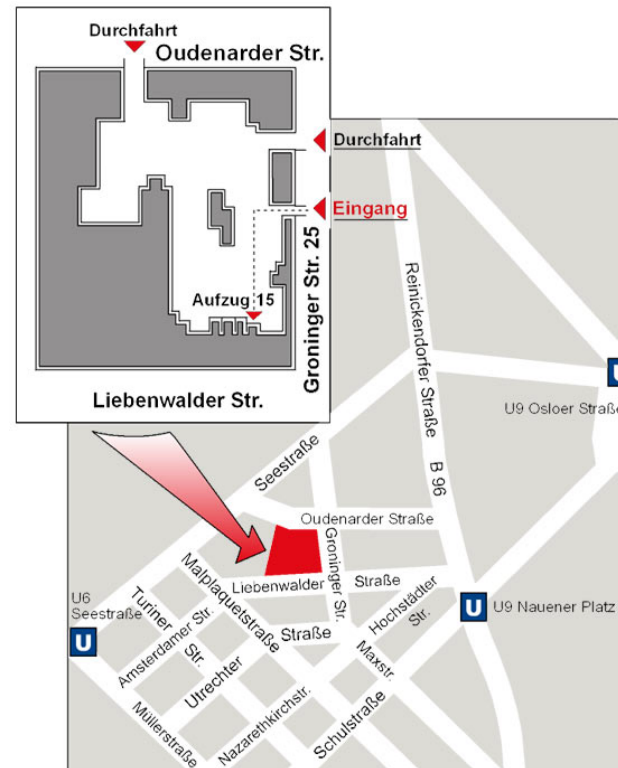 Durchfahrt
Oudenarder Str.
Durchfahrt
Eingang
Groninger Str. 25
Aufzug 15
Liebenwalder Str.
Reinickendorfer Straße
B 96
U
U9 Osloer Straße
Seestraße
Oudenarder Straße
Groninger Str.
Malplaquetstraße
Liebenwalder Straße
U6
Seestraße
U
Turiner
Str.
Amsterdamer Str.
Utrechter Straße
Hochstädter
Str.
U
U9 Nauener Platz
Maxstr.
Müllerstraße
Nazarethkirchstr.
Schulstraße